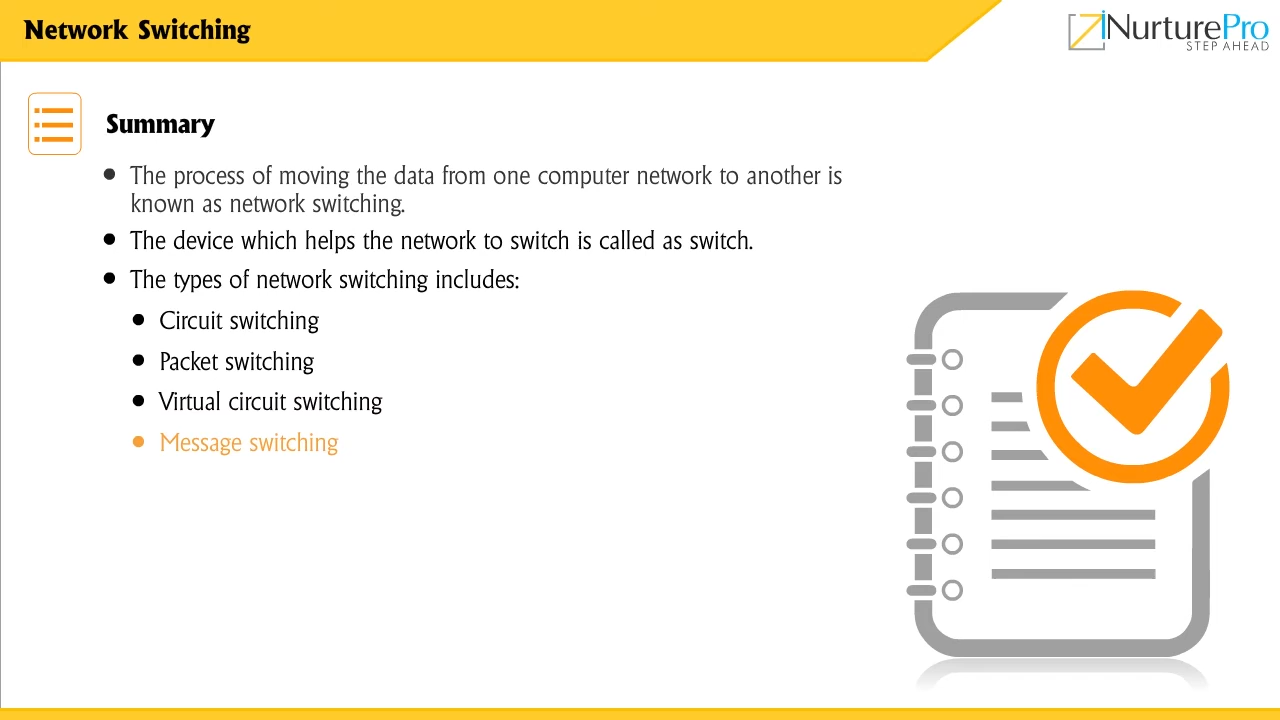 Network Switching
iNurturePro
STEP AHEAD
Summary
• The process of moving the data from one computer network to another is
known as network switching.
• The device which helps the network to switch is called as switch.
• The types of network switching includes:
• Circuit switching
• Packet switching
• Virtual circuit switching
• Message switching